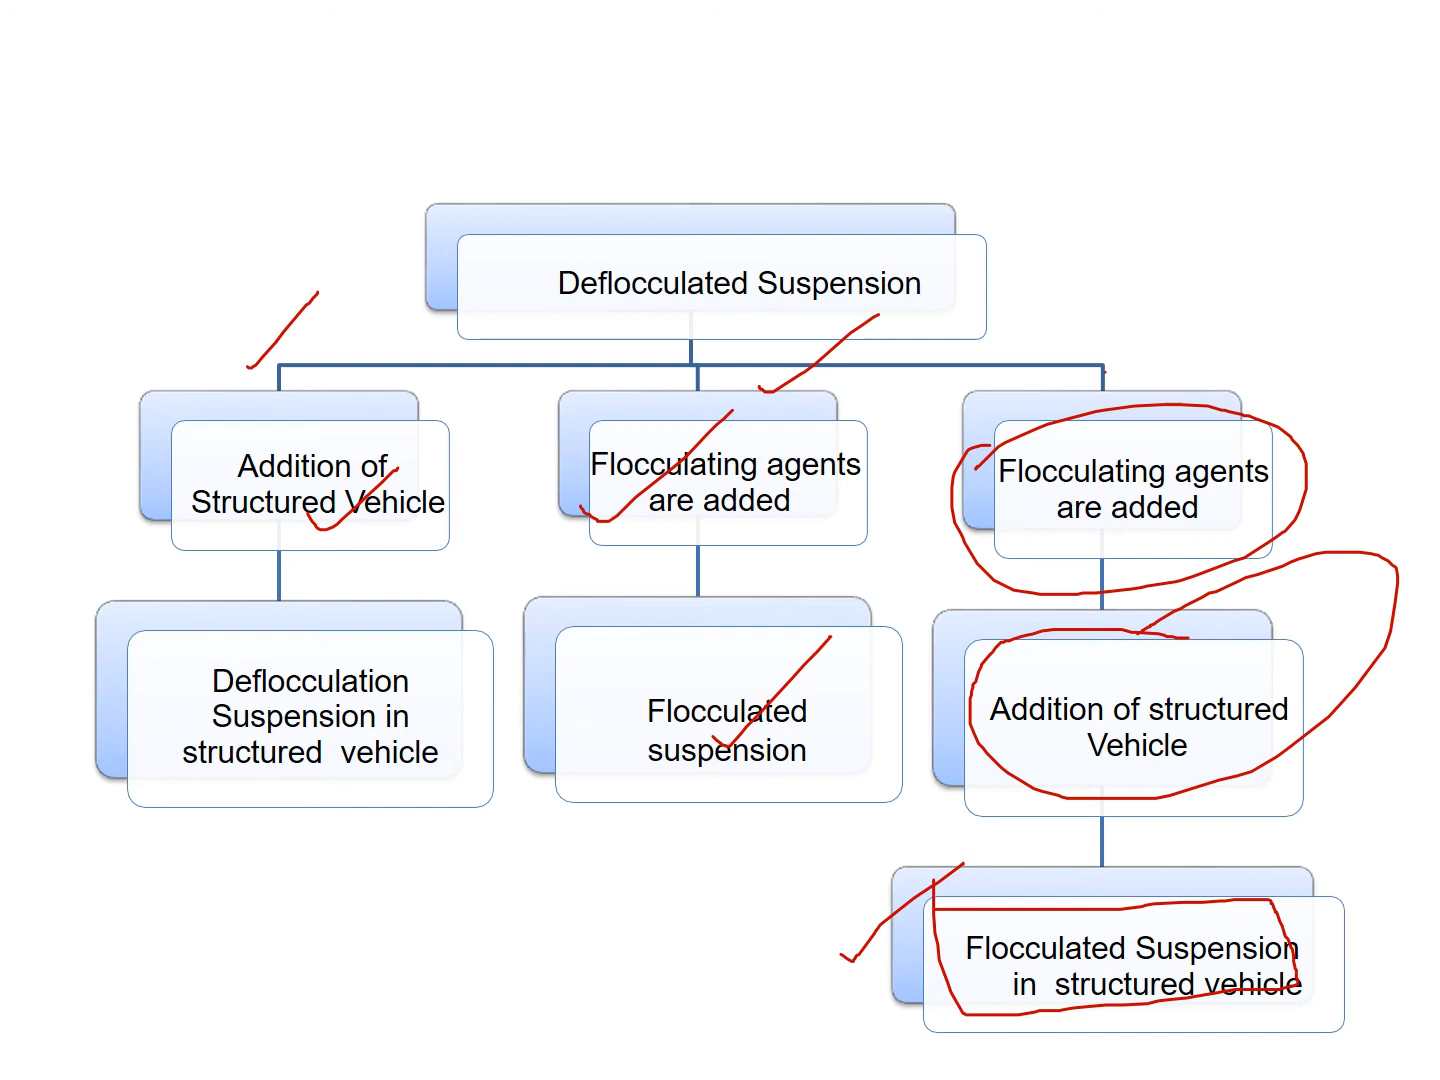 Deflocculated Suspension
Addition of
Structured Vehicle
Flocculating agents
are added
Flocculating agents
are added
Deflocculation
Suspension in
structured vehicle
Flocculated
suspension
Addition of structured
Vehicle
Flocculated Suspension
in structured vehicle